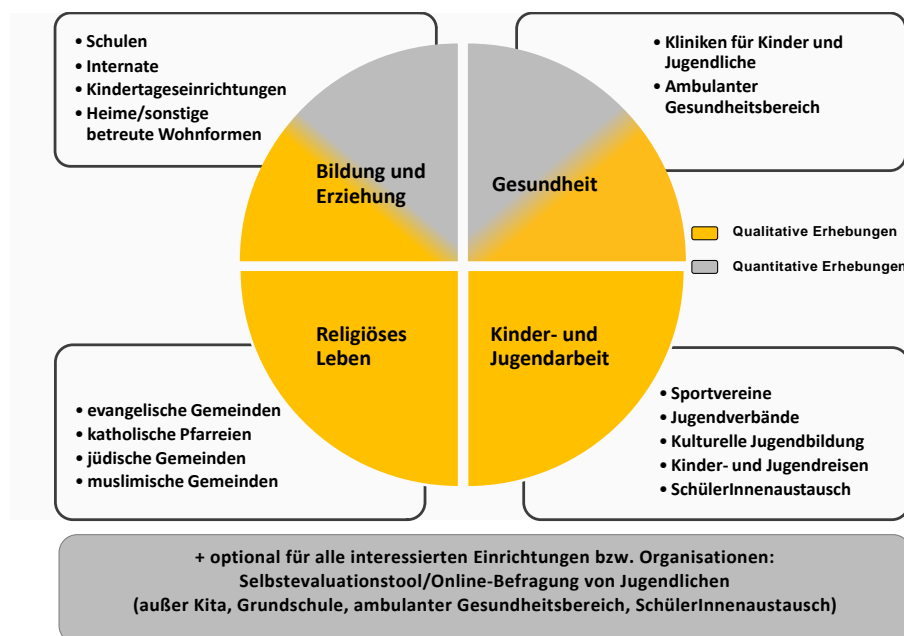 • Schulen
• Internate
• Kindertageseinrichtungen
• Heime/sonstige
betreute Wohnformen
• Kliniken für Kinder und
Jugendliche
• Ambulanter
Gesundheitsbereich
Bildung und
Erziehung
Gesundheit
Qualitative Erhebungen
Quantitative Erhebungen
Religiöses
Leben
Kinder- und
Jugendarbeit
• evangelische Gemeinden
• katholische Pfarreien
• jüdische Gemeinden
• muslimische Gemeinden
• Sportvereine
• Jugendverbände
• Kulturelle Jugendbildung
• Kinder- und Jugendreisen
• SchülerInnenaustausch
+ optional für alle interessierten Einrichtungen bzw. Organisationen:
Selbstevaluationstool/Online-Befragung von Jugendlichen
(außer Kita, Grundschule, ambulanter Gesundheitsbereich, SchülerInnenaustausch)